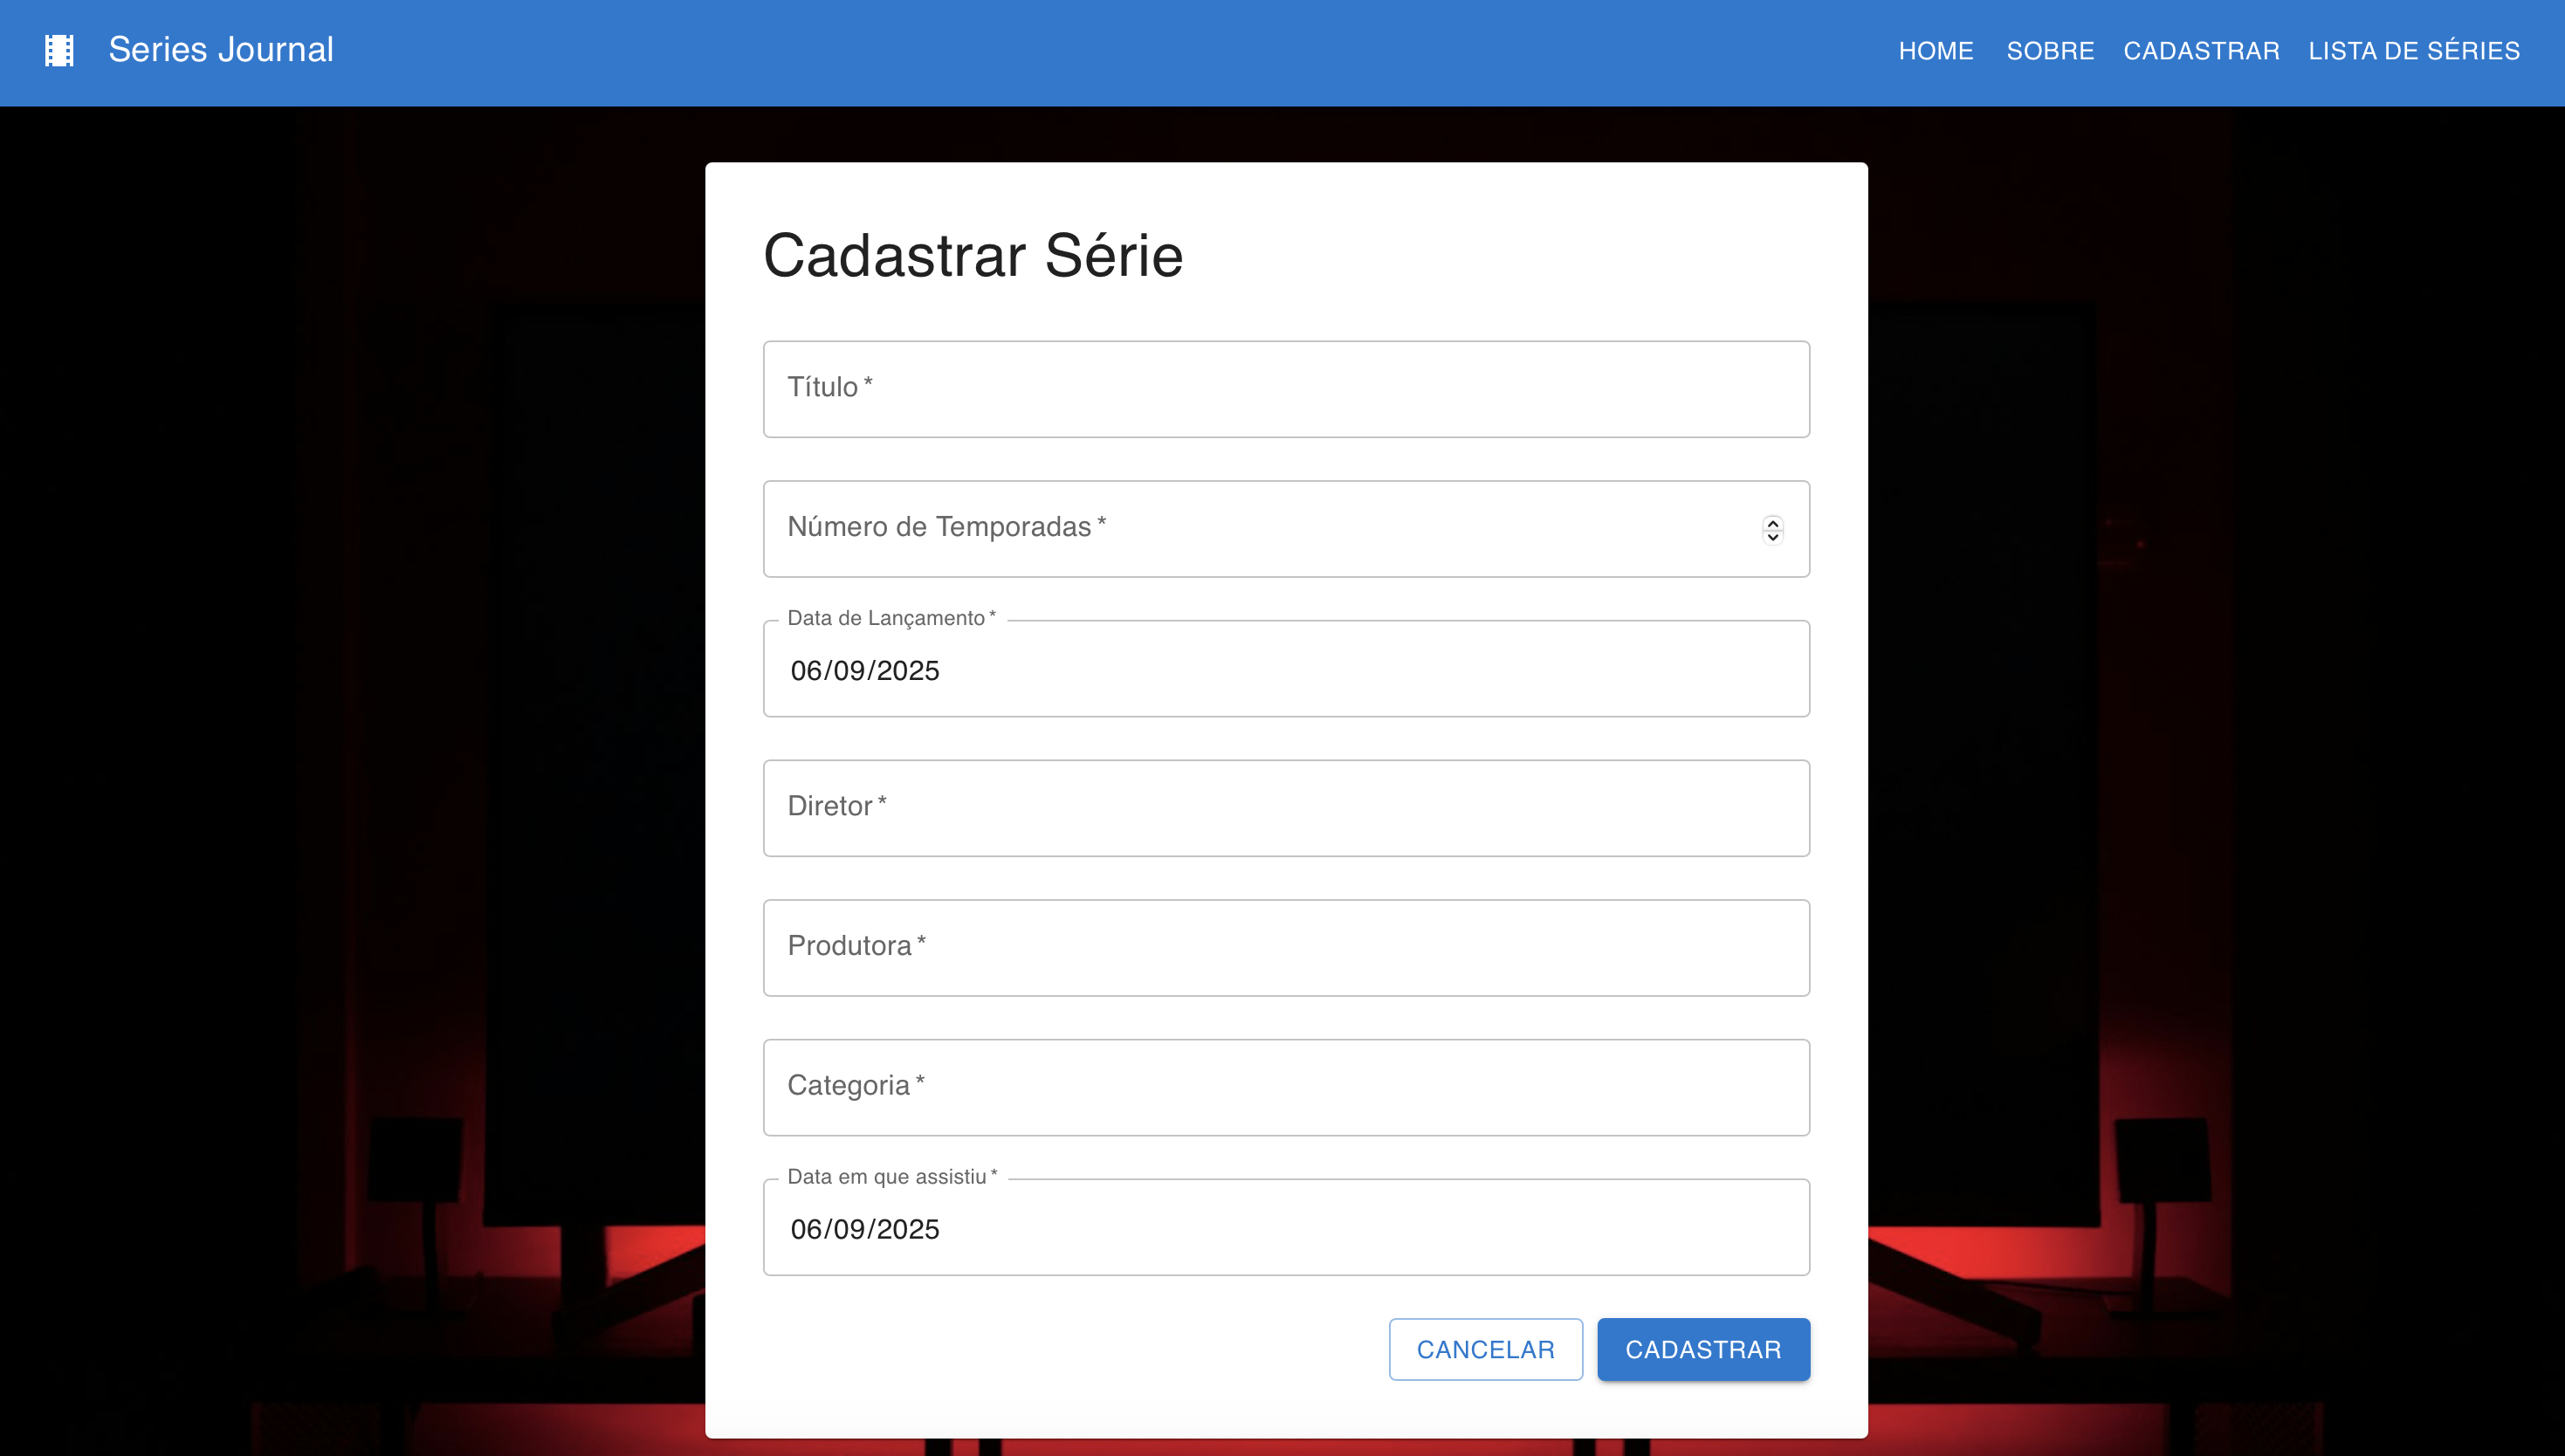 Series Journal
HOME SOBRE CADASTRAR LISTA DE SÉRIES
Cadastrar Série
Título *
Número de Temporadas *
Data de Lançamento *
06/09/2025
Diretor *
Produtora *
Categoria *
Data em que assistiu *
06/09/2025
CANCELAR CADASTRAR